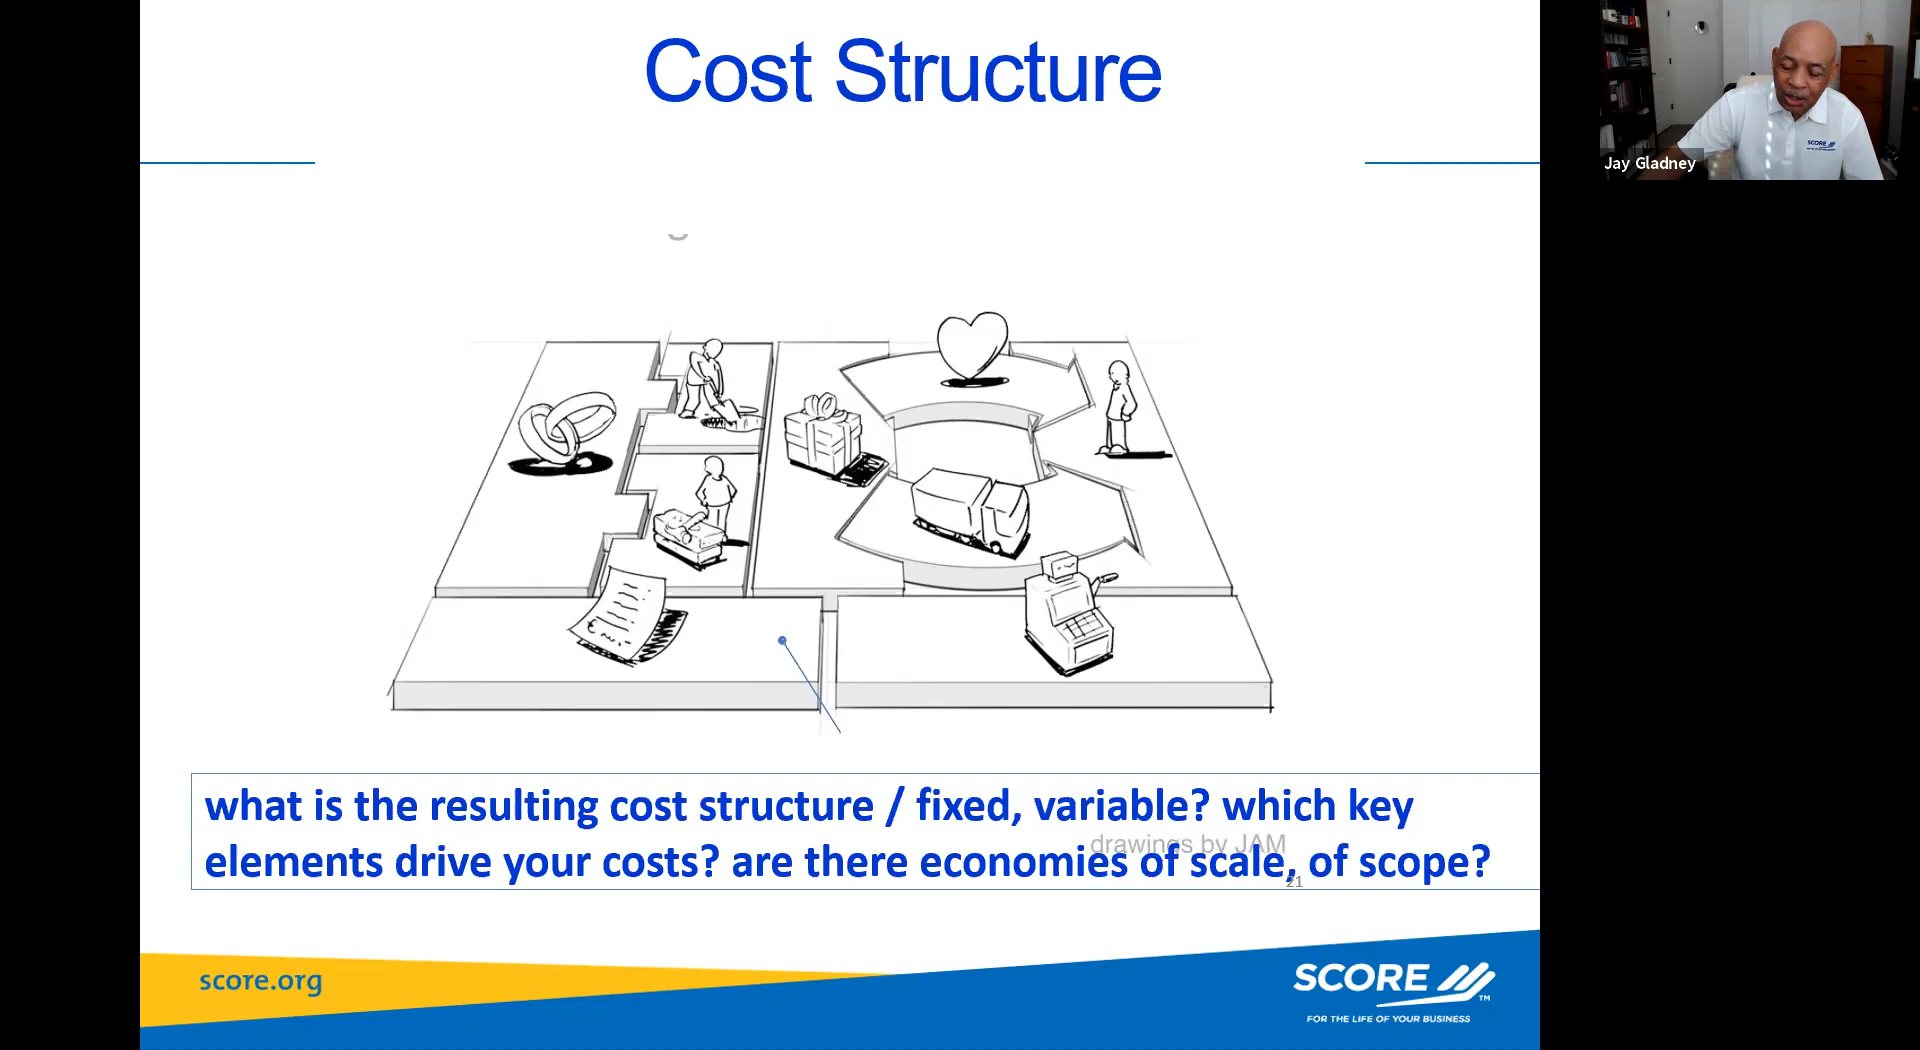 Cost Structure
Jay Gladney
SCORE
what is the resulting cost structure / fixed, variable? which key
drawings by JAM
elements drive your costs? are there economies of scale, of scope?
21
score.org
SCORE
TM
FOR THE LIFE OF YOUR BUSINESS